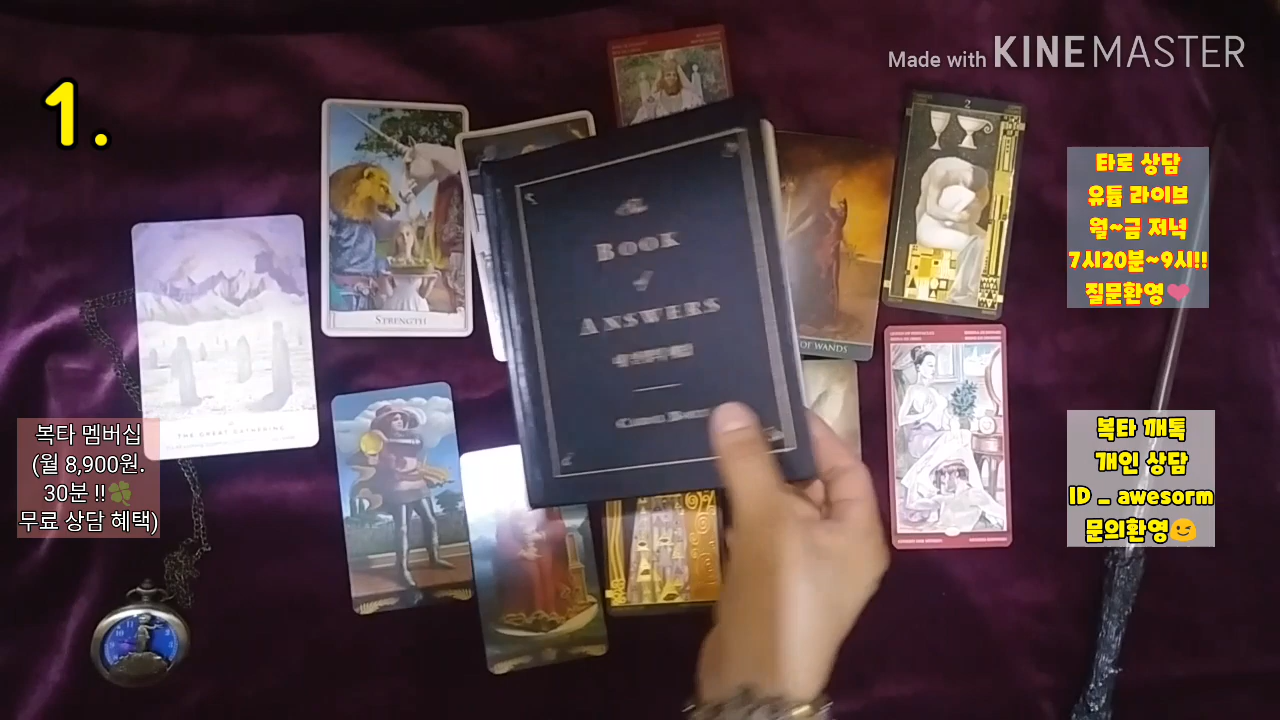 Made with KINEMASTER
1.
타로 상담
유튭 라이브
월~금 저녁
7시20분~9시!!
질문환영
2
STRENGTH
THE
BOOK
of
ANSWERS
OF WANDS
THE GREAT GATHERING
복타 멤버십
(월 8,900원.
30분 !!
무료 상담 혜택)
복타 깨톡
개인 상담
ID _ awesorm
문의환영